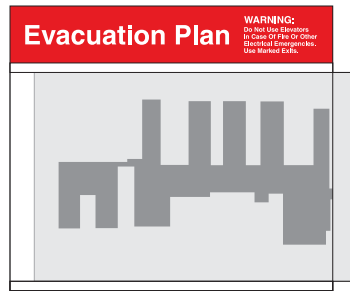 Evacuation Plan
WARNING:
Do Not Use Elevators
In Case Of Fire Or Other
Electrical Emergencies.
Use Marked Exits.